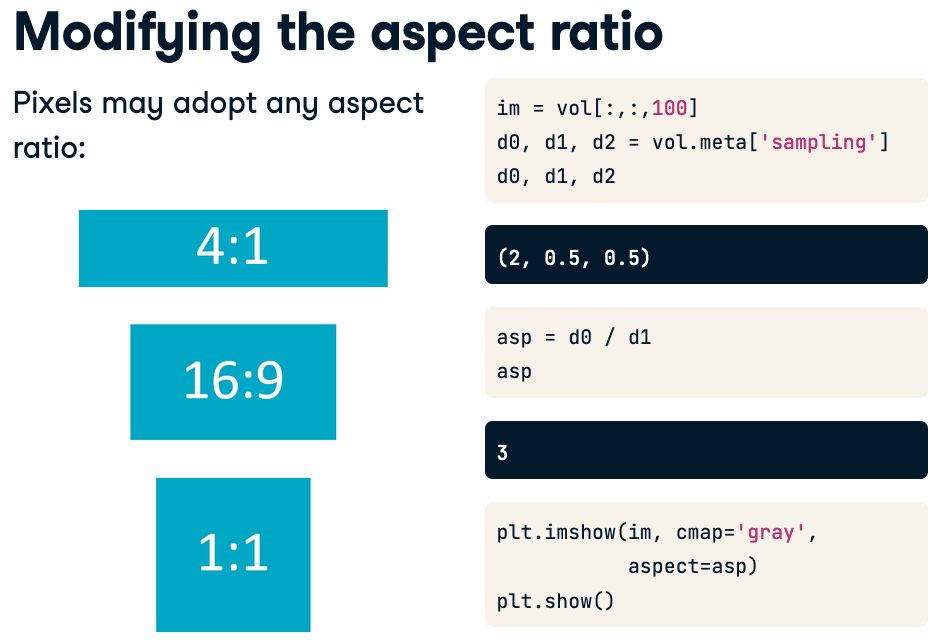 Modifying the aspect ratio
Pixels may adopt any aspect
ratio:
4:1
16:9
1:1
im = vol[:,:,100]
d0, d1, d2 = vol.meta['sampling']
d0, d1, d2
(2, 0.5, 0.5)
asp = d0 / d1
asp
3
plt.imshow(im, cmap='gray',
           aspect=asp)
plt.show()